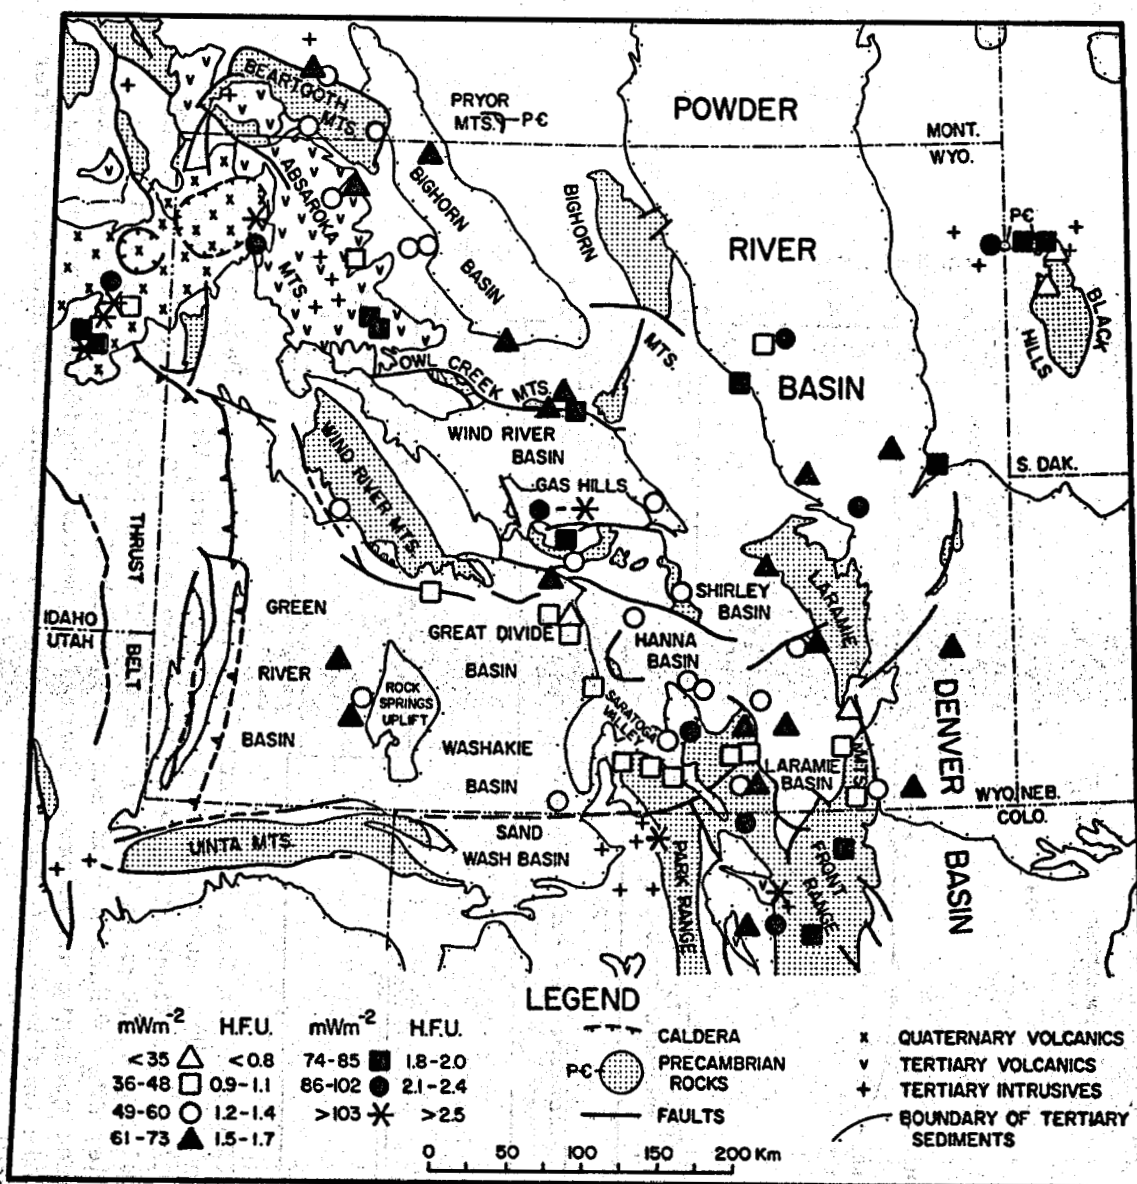 BEARTOOTH
MTS.
PRYOR
MTS.
P€
POWDER
MONT.
WYO.
ABSAROKA
MTS.
BIGHORN
BASIN
BIGHORN
MTS.
RIVER
BASIN
P€
BLACK
HILLS
OWL CREEK
MTS.
WIND RIVER
BASIN
WIND RIVER MTS.
GAS HILLS
S. DAK.
THRUST
BELT
IDAHO
UTAH
GREEN
RIVER
BASIN
GREAT DIVIDE
BASIN
SHIRLEY
BASIN
HANNA
BASIN
LARAMIE
MTS.
ROCK
SPRINGS
UPLIFT
SARATOGA
VALLEY
WASHAKIE
BASIN
LARAMIE
BASIN
DENVER
BASIN
WYO. NEB.
COLO.
UINTA MTS.
SAND
WASH BASIN
PARK RANGE
FRONT
RANGE
LEGEND
mWm-2 H.F.U. mWm-2 H.F.U.
<35 <0.8 74-85 1.8-2.0
36-48 0.9-1.1 86-102 2.1-2.4
49-60 1.2-1.4 >103 >2.5
61-73 1.5-1.7
CALDERA
P€ PRECAMBRIAN
ROCKS
FAULTS
x QUATERNARY VOLCANICS
v TERTIARY VOLCANICS
+ TERTIARY INTRUSIVES
BOUNDARY OF TERTIARY
SEDIMENTS
0 50 100 150 200 Km